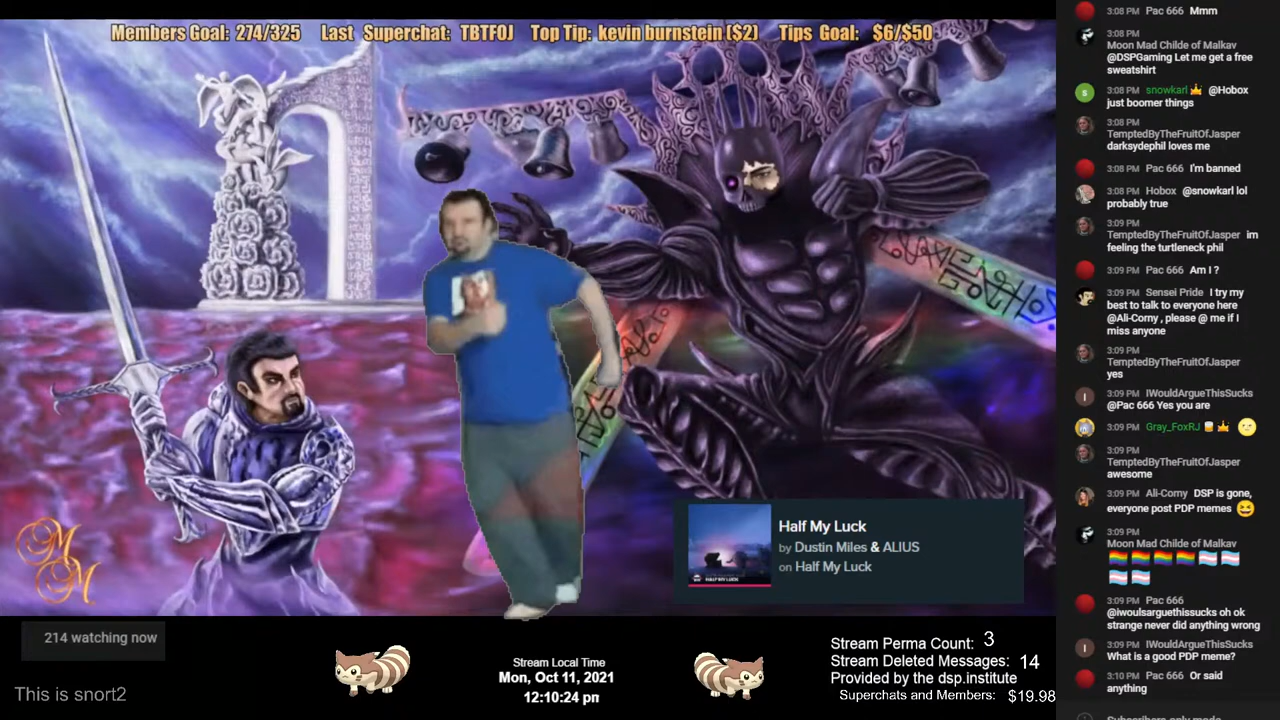 Members Goal: 274/325 Last Superchat: TBTFOJ Top Tip: kevin burnstein ($2) Tips Goal: $6/$50
Half My Luck
by Dustin Miles & ALIUS
on Half My Luck
HALF MY LUCK
MM
214 watching now
This is snort2
Stream Local Time
Mon, Oct 11, 2021
12:10:24 pm
Stream Perma Count: 3
Stream Deleted Messages: 14
Provided by the dsp.institute
Superchats and Members: $19.98
3:08 PM Pac 666 Mmm
3:08 PM
Moon Mad Childe of Malkav
@DSPGaming Let me get a free
sweatshirt
S
3:08 PM snowkarl @Hobox
just boomer things
3:08 PM
TemptedByTheFruitOfJasper
darksydephil loves me
3:08 PM Pac 666 I'm banned
3:08 PM Hobox @snowkarl lol
probably true
3:09 PM
TemptedByTheFruitOfJasper im
feeling the turtleneck phil
3:09 PM Pac 666 Am I ?
3:09 PM Sensei Pride I try my
best to talk to everyone here
@Ali-Corny , please @ me if I
miss anyone
3:09 PM
TemptedByTheFruitOfJasper
yes
I
3:09 PM IWouldArgueThisSucks
@Pac 666 Yes you are
3:09 PM Gray_FoxRJ
3:09 PM
TemptedByTheFruitOfJasper
awesome
3:09 PM Ali-Corny DSP is gone,
everyone post PDP memes
3:09 PM
Moon Mad Childe of Malkav
3:09 PM Pac 666
@iwoulsarguethissucks oh ok
strange never did anything wrong
I
3:09 PM IWouldArgueThisSucks
What is a good PDP meme?
3:10 PM Pac 666 Or said
anything
Subscribers-only mode